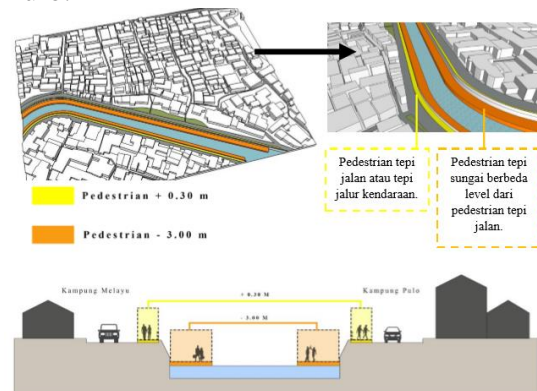 Pedestrian tepi
jalan atau tepi
jalur kendaraan.
Pedestrian tepi
sungai berbeda
level dari
pedestrian tepi
jalan.
Pedestrian + 0.30 m
Pedestrian - 3.00 m
Kampung Melayu
+ 0.30 M
Kampung Pulo
- 3.00 M